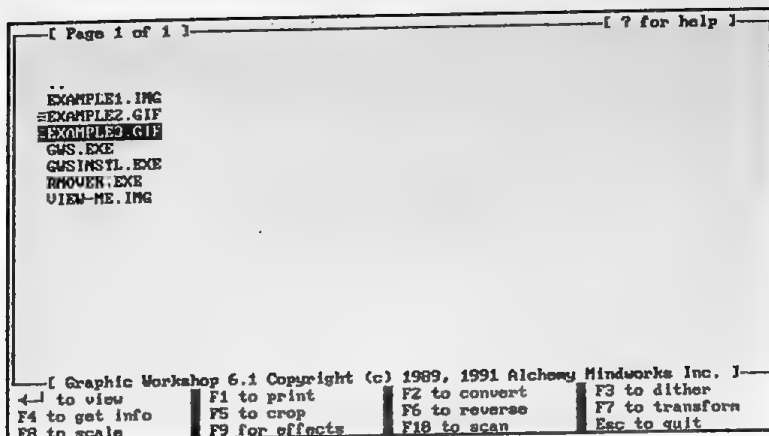 [ Page 1 of 1 ] [ ? for help ]
..
EXAMPLE1.IMG
≡EXAMPLE2.GIF
≡EXAMPLE3.GIF
GWS.EXE
GWSINSTL.EXE
RMOVER.EXE
VIEW-ME.IMG
[ Graphic Workshop 6.1 Copyright (c) 1989, 1991 Alchemy Mindworks Inc. ]
↵ to view F1 to print F2 to convert F3 to dither
F4 to get info F5 to crop F6 to reverse F7 to transform
F8 to scale F9 for effects F10 to scan Esc to quit